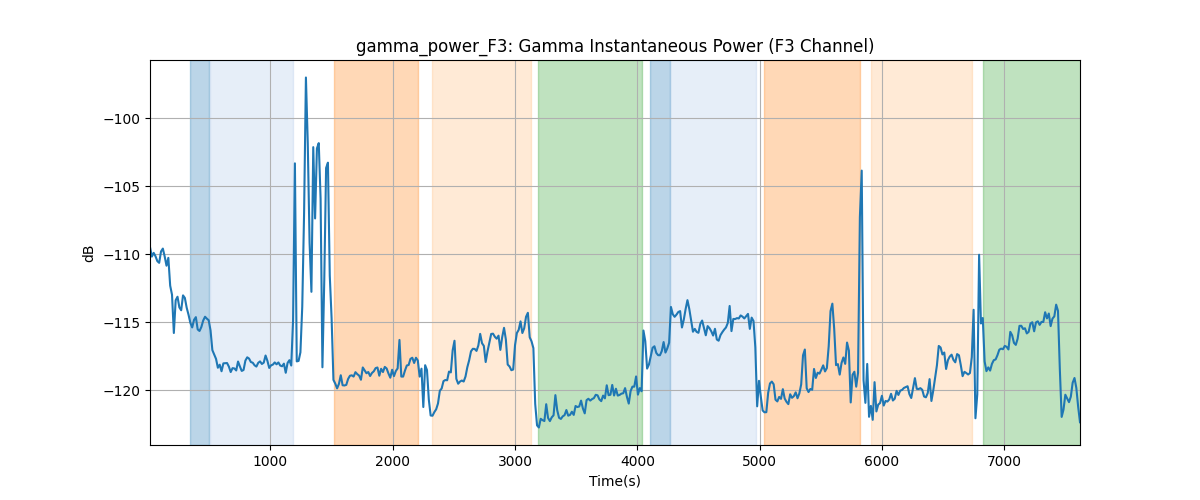 gamma_power_F3: Gamma Instantaneous Power (F3 Channel)
dB
−100
−105
−110
−115
−120
1000 2000 3000 4000 5000 6000 7000
Time(s)